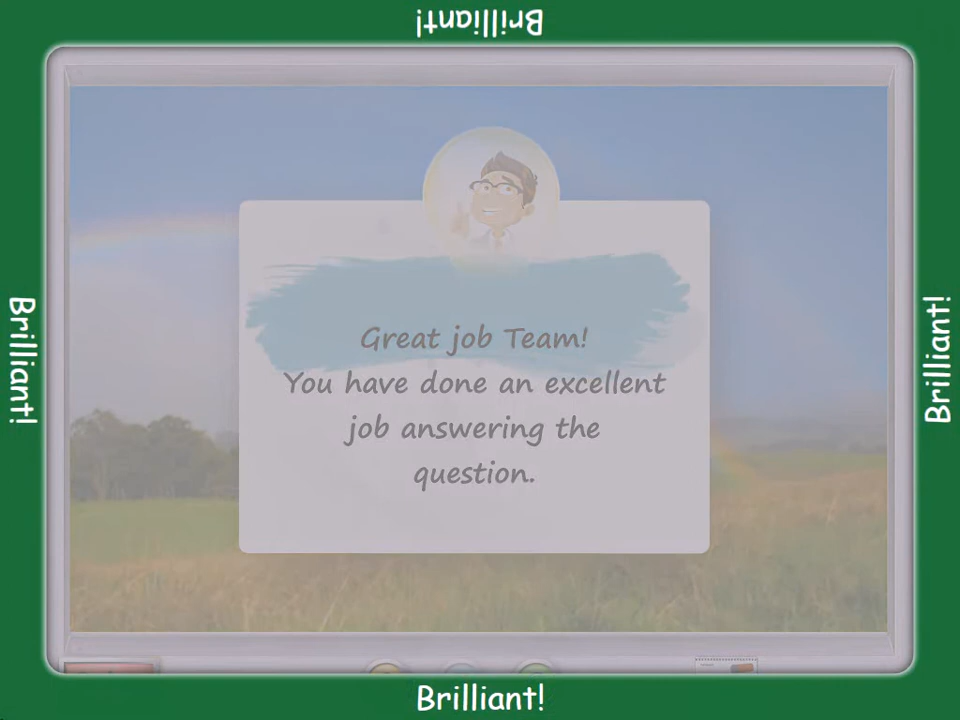 Brilliant!
Brilliant!
Brilliant!
Great job Team!
You have done an excellent
job answering the
question.
Brilliant!